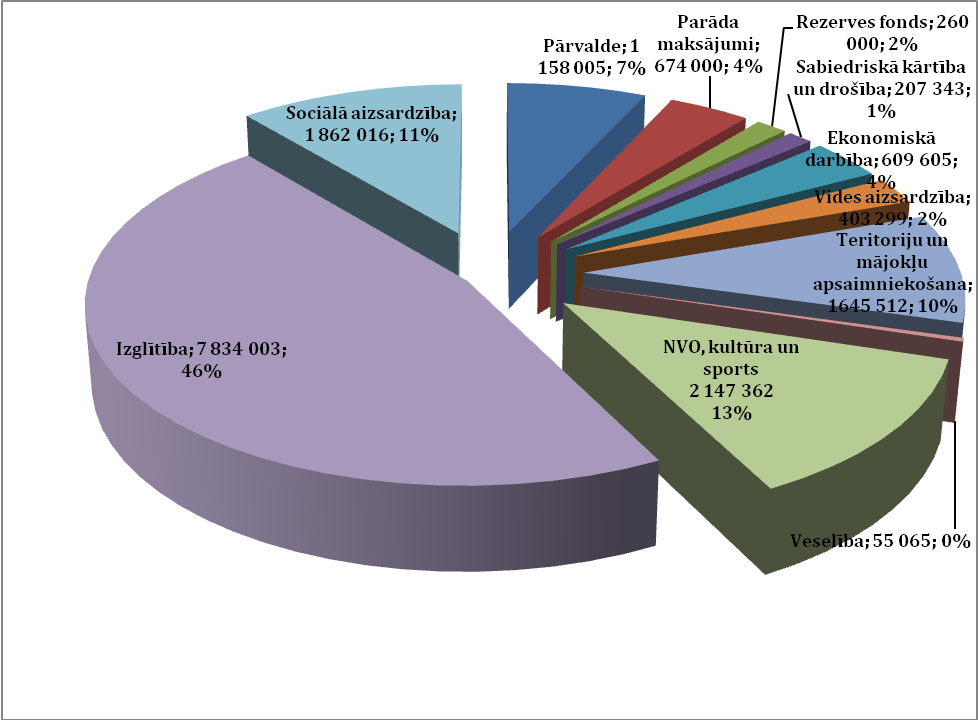 Pārvalde; 1
158 005; 7%
Parāda
maksājumi;
674 000; 4%
Rezerves fonds; 260
000; 2%
Sabiedriskā kārtība
un drošība; 207 343;
1%
Ekonomiskā
darbība; 609 605;
4%
Vides aizsardzība;
403 299; 2%
Teritoriju un
mājokļu
apsaimniekošana;
1645 512; 10%
Veselība; 55 065; 0%
NVO, kultūra un
sports
2 147 362
13%
Izglītība; 7 834 003;
46%
Sociālā aizsardzība;
1 862 016; 11%